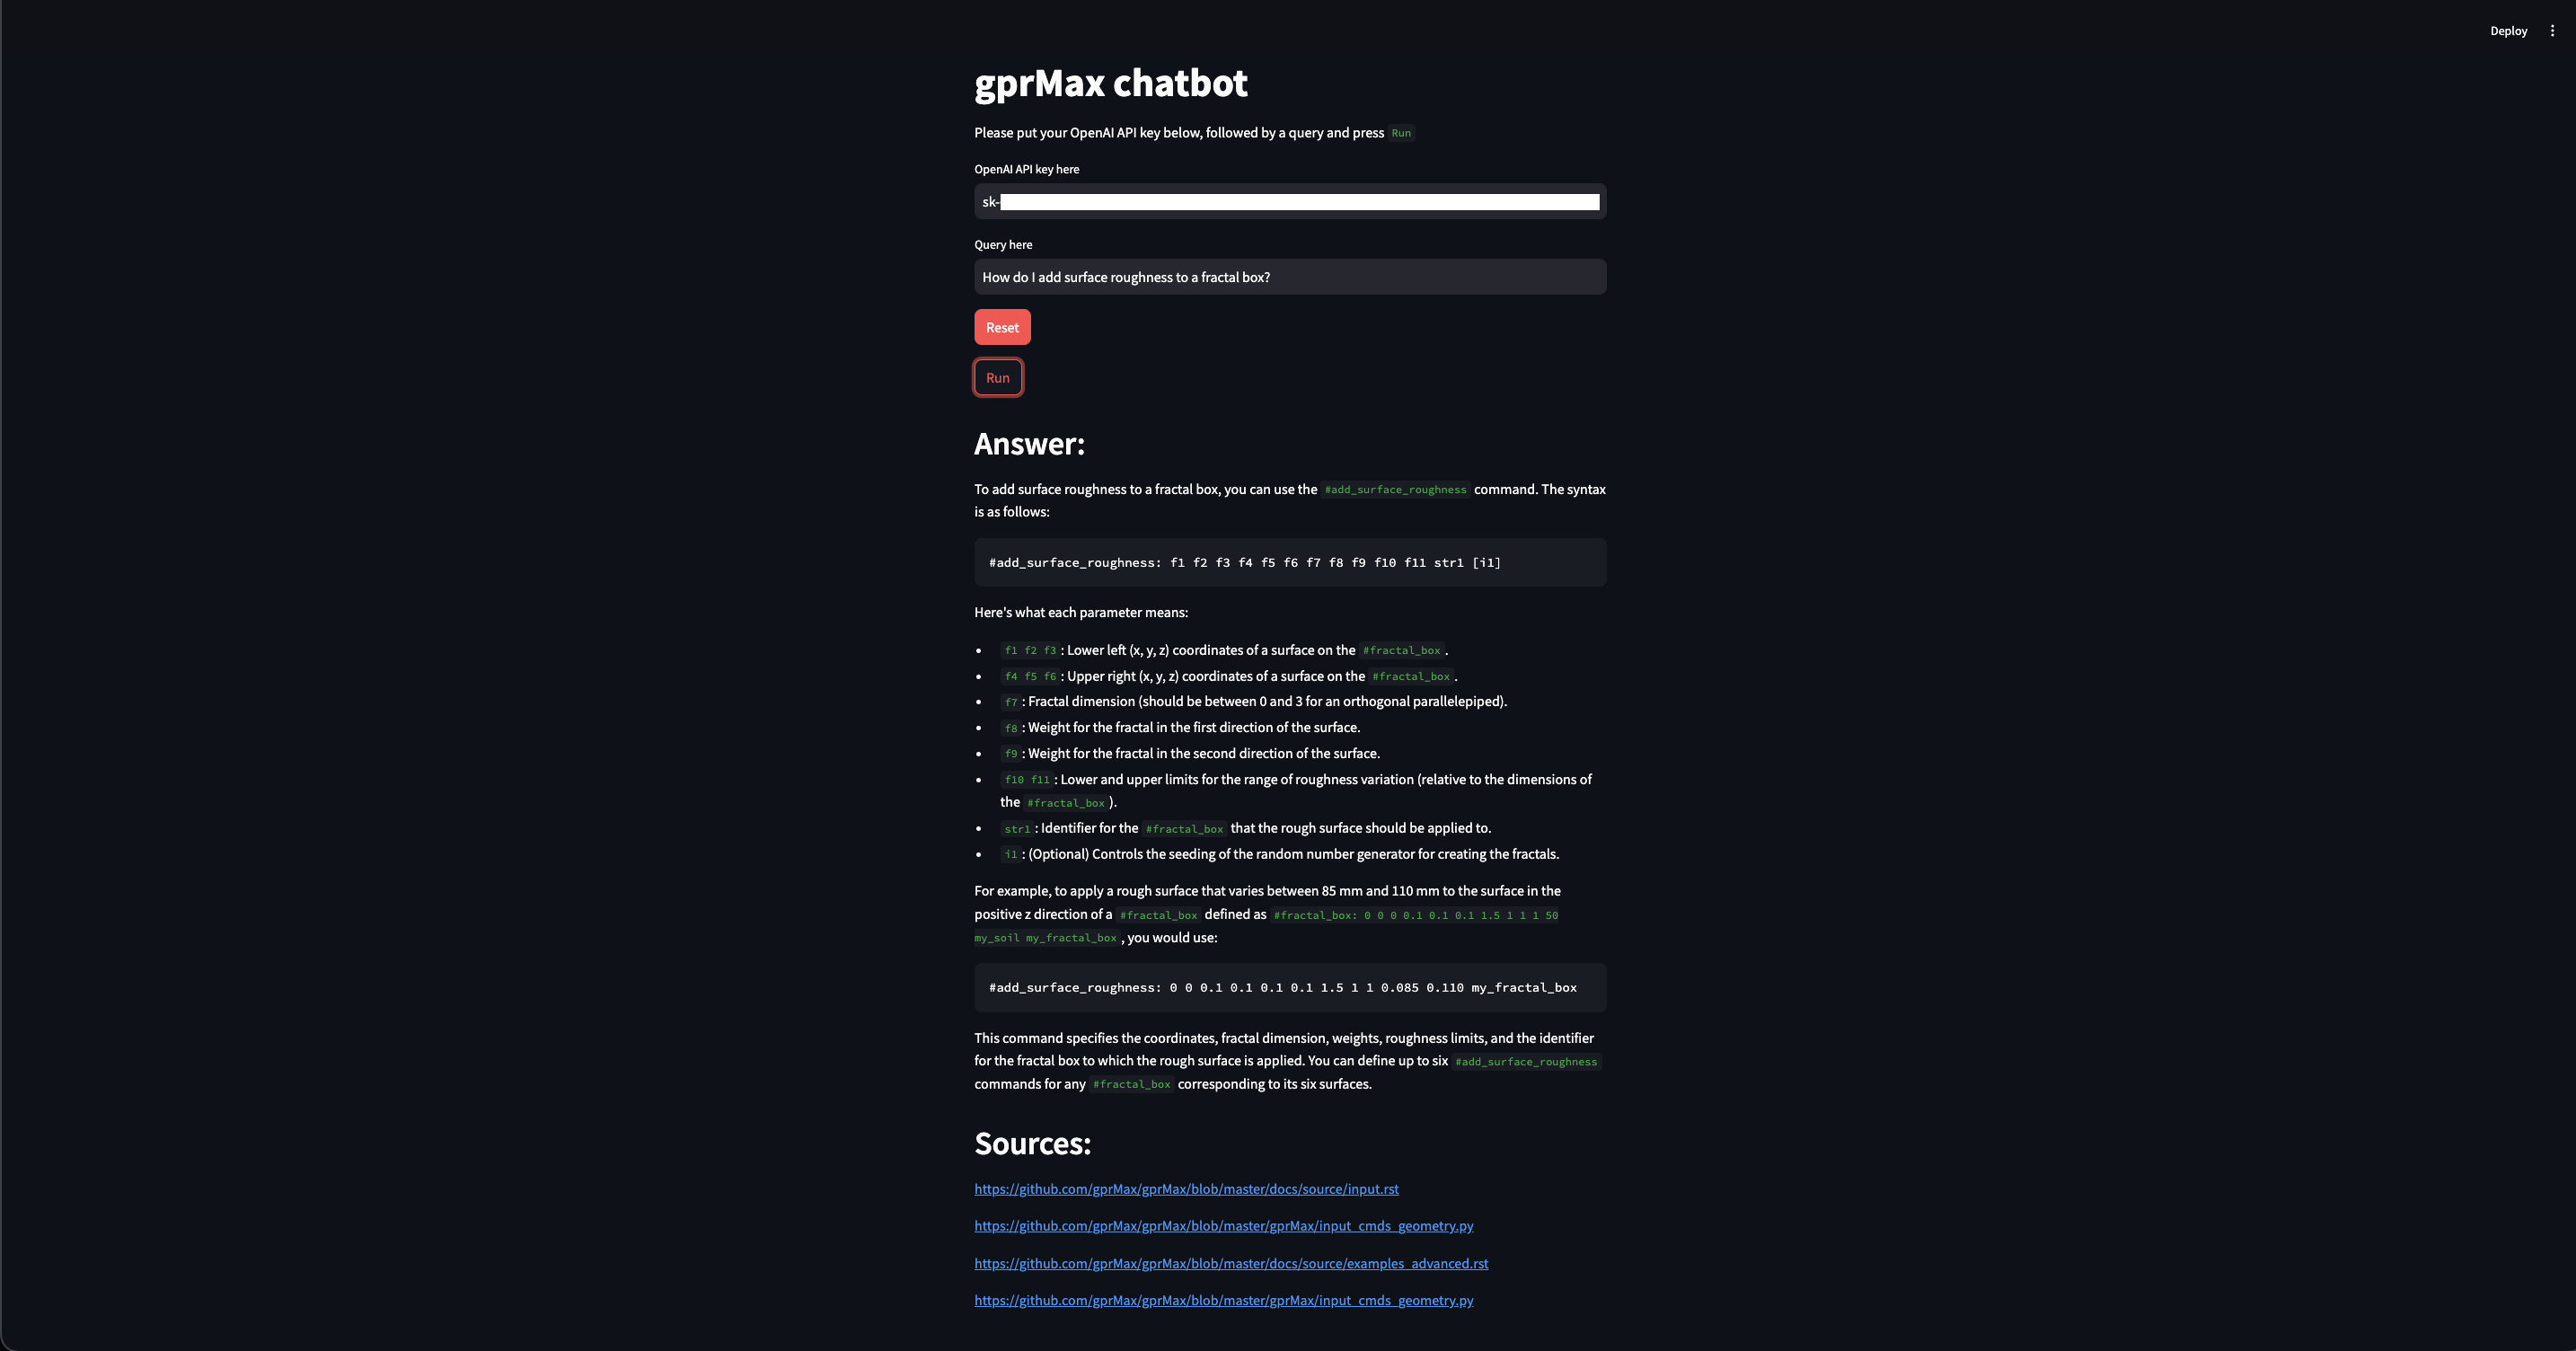 Deploy
gprMax chatbot
Please put your OpenAI API key below, followed by a query and press Run
OpenAI API key here
sk-
Query here
How do I add surface roughness to a fractal box?
Reset
Run
Answer:
To add surface roughness to a fractal box, you can use the #add_surface_roughness command. The syntax
is as follows:
#add_surface_roughness: f1 f2 f3 f4 f5 f6 f7 f8 f9 f10 f11 str1 [i1]
Here's what each parameter means:
• f1 f2 f3 : Lower left (x, y, z) coordinates of a surface on the #fractal_box .
• f4 f5 f6 : Upper right (x, y, z) coordinates of a surface on the #fractal_box .
• f7 : Fractal dimension (should be between 0 and 3 for an orthogonal parallelepiped).
• f8 : Weight for the fractal in the first direction of the surface.
• f9 : Weight for the fractal in the second direction of the surface.
• f10 f11 : Lower and upper limits for the range of roughness variation (relative to the dimensions of
the #fractal_box ).
• str1 : Identifier for the #fractal_box that the rough surface should be applied to.
• i1 : (Optional) Controls the seeding of the random number generator for creating the fractals.
For example, to apply a rough surface that varies between 85 mm and 110 mm to the surface in the
positive z direction of a #fractal_box defined as #fractal_box: 0 0 0 0.1 0.1 0.1 1.5 1 1 1 50
my_soil my_fractal_box , you would use:
#add_surface_roughness: 0 0 0.1 0.1 0.1 0.1 1.5 1 1 0.085 0.110 my_fractal_box
This command specifies the coordinates, fractal dimension, weights, roughness limits, and the identifier
for the fractal box to which the rough surface is applied. You can define up to six #add_surface_roughness
commands for any #fractal_box corresponding to its six surfaces.
Sources:
https://github.com/gprMax/gprMax/blob/master/docs/source/input.rst
https://github.com/gprMax/gprMax/blob/master/gprMax/input_cmds_geometry.py
https://github.com/gprMax/gprMax/blob/master/docs/source/examples_advanced.rst
https://github.com/gprMax/gprMax/blob/master/gprMax/input_cmds_geometry.py